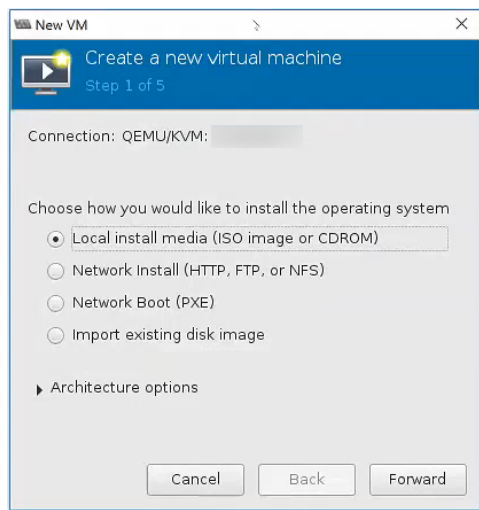 New VM
Create a new virtual machine
Step 1 of 5
Connection: QEMU/KVM:
Choose how you would like to install the operating system
Local install media (ISO image or CDROM)
Network Install (HTTP, FTP, or NFS)
Network Boot (PXE)
Import existing disk image
Architecture options
Cancel Back Forward